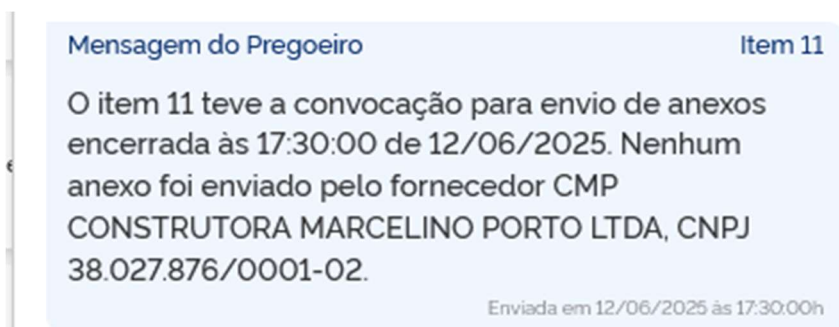 Mensagem do Pregoeiro Item 11
O item 11 teve a convocação para envio de anexos
encerrada às 17:30:00 de 12/06/2025. Nenhum
anexo foi enviado pelo fornecedor CMP
CONSTRUTORA MARCELINO PORTO LTDA, CNPJ
38.027.876/0001-02.
Enviada em 12/06/2025 às 17:30:00h